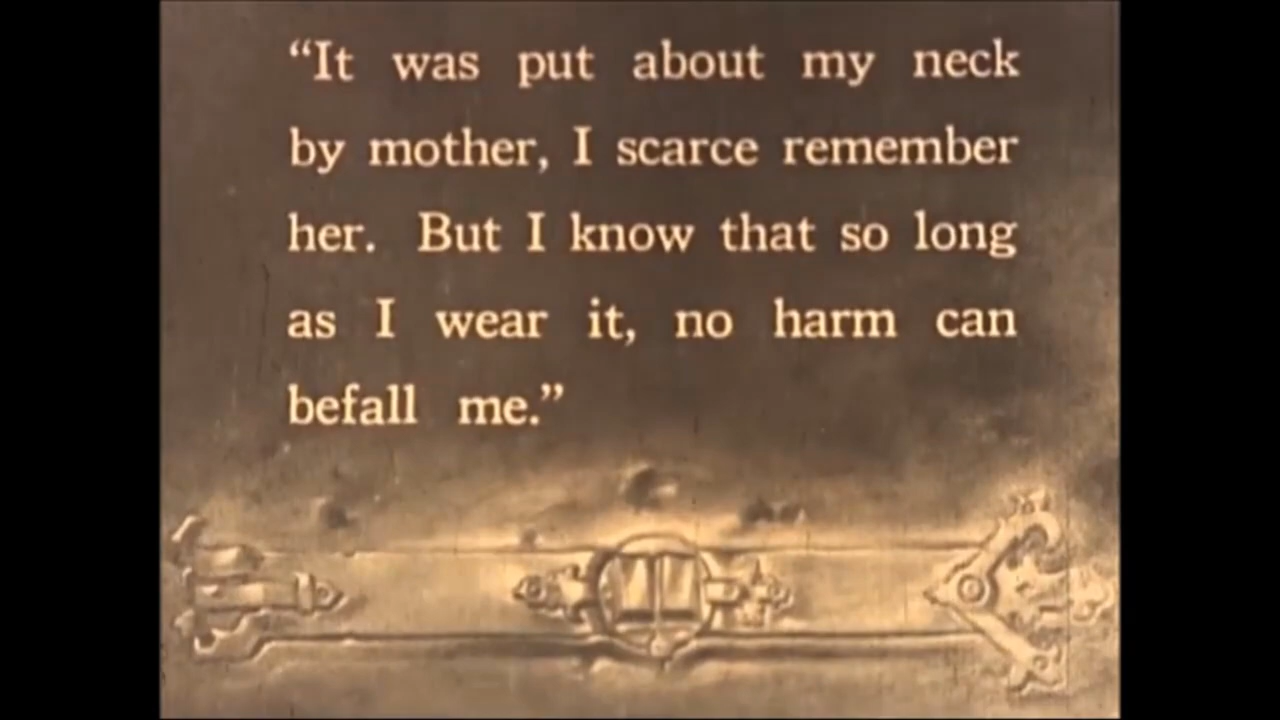 “It was put about my neck
by mother, I scarce remember
her. But I know that so long
as I wear it, no harm can
befall me.”